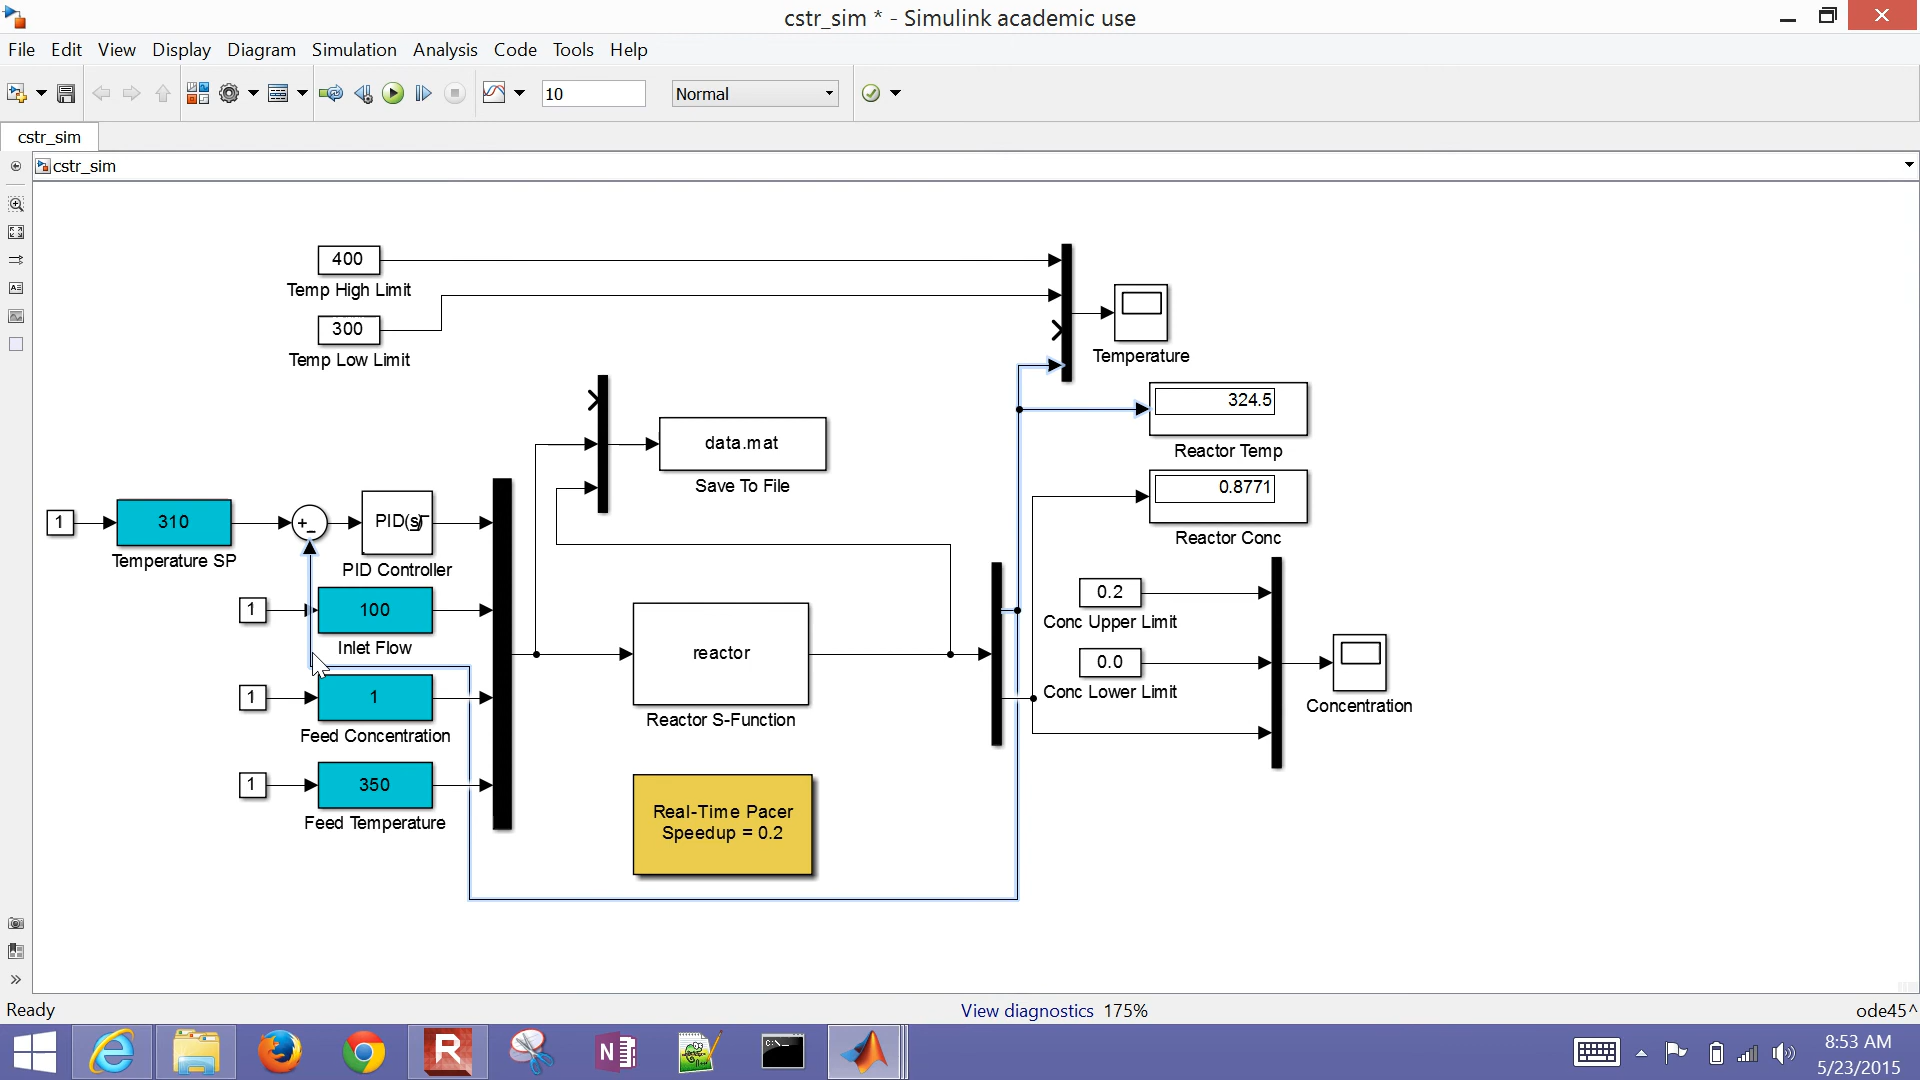 cstr_sim * - Simulink academic use
File Edit View Display Diagram Simulation Analysis Code Tools Help
10 Normal
cstr_sim
cstr_sim
400
Temp High Limit
300
Temp Low Limit
Temperature
324.5
Reactor Temp
data.mat
Save To File
0.8771
Reactor Conc
1 310 + - PID(s)
Temperature SP
PID Controller
1 100
Inlet Flow
0.2
Conc Upper Limit
reactor
Reactor S-Function
0.0
Conc Lower Limit
Concentration
1 1
Feed Concentration
1 350
Feed Temperature
Real-Time Pacer
Speedup = 0.2
Ready View diagnostics 175% ode45^
8:53 AM
5/23/2015